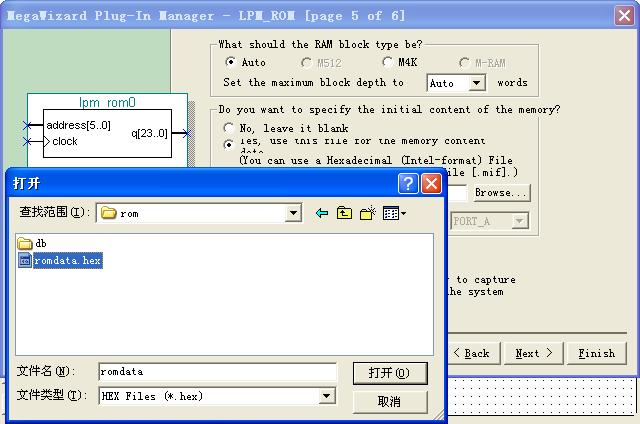 MegaWizard Plug-In Manager - LPM_ROM [page 5 of 6]
What should the RAM block type be?
Auto M512 M4K M-RAM
Set the maximum block depth to Auto words
lpm_rom0
address[5..0]
q[23..0]
clock
Do you want to specify the initial content of the memory?
No, leave it blank
Yes, use this file for the memory content
data
(You can use a Hexadecimal (Intel-format) File
File [.mif].)
Browse...
PORT_A
to capture
the system
< Back Next > Finish
打开
查找范围(I): rom
db
romdata.hex
文件名(N): romdata 打开(O)
文件类型(T): HEX Files (*.hex) 取消